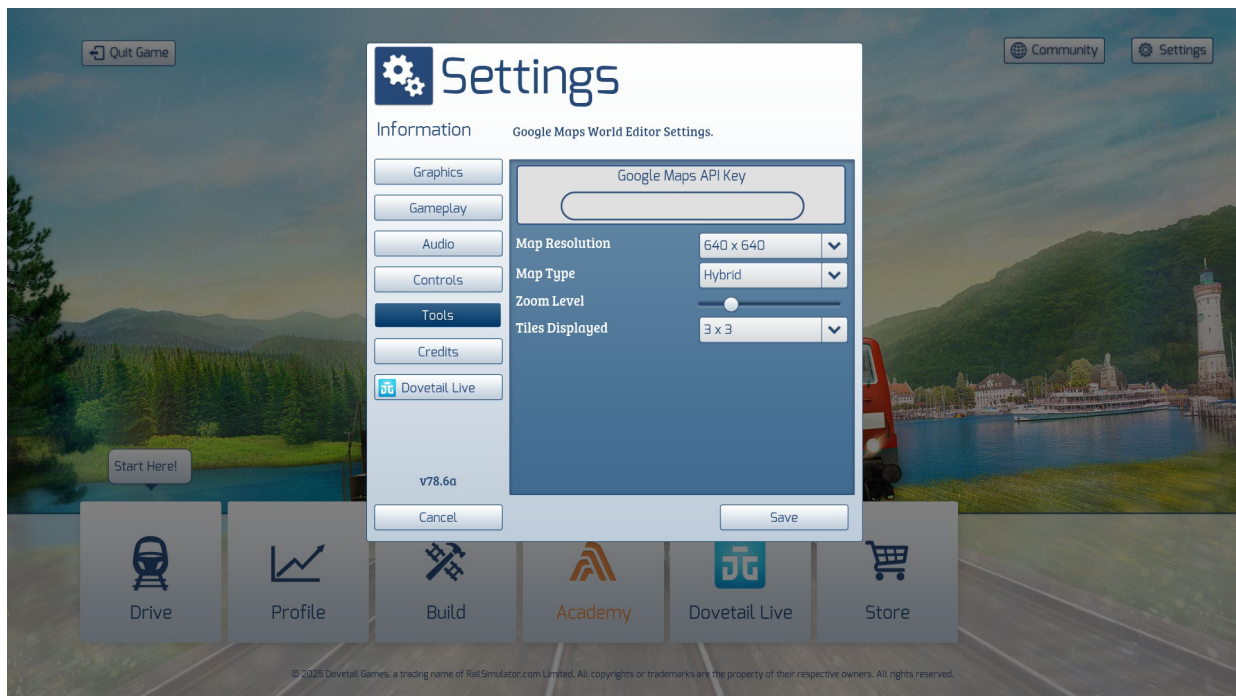 Quit Game
Community
Settings
Settings
Information
Google Maps World Editor Settings.
Graphics
Google Maps API Key
Gameplay
Audio
Map Resolution
640 x 640
Controls
Map Type
Hybrid
Zoom Level
Tools
Tiles Displayed
3 x 3
Credits
Dovetail Live
Start Here!
v78.6a
Cancel
Save
Drive
Profile
Build
Academy
Dovetail Live
Store
© 2025 Dovetail Games, a trading name of RailSimulator.com Limited. All copyrights or trademarks are the property of their respective owners. All rights reserved.